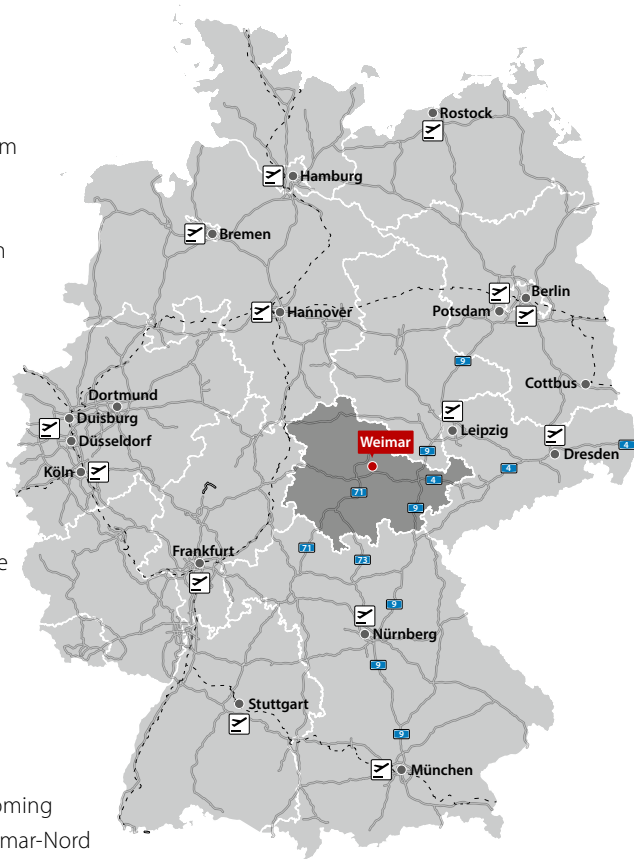 Rostock
m
Hamburg
Bremen
n
Berlin
Hannover
Potsdam
9
Cottbus
Dortmund
Duisburg
Leipzig
Düsseldorf
Weimar
4
9
Dresden
Köln
4
4
71
9
71
Frankfurt
73
e
9
Nürnberg
9
Stuttgart
9
München
oming
mar-Nord